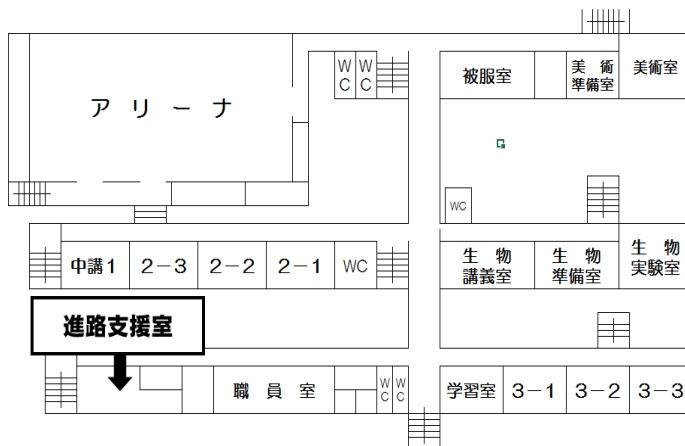 WC
WC
被服室
美術
準備室
美術室
アリーナ
WC
中講1
2-3
2-2
2-1
WC
生物
講義室
生物
準備室
生物
実験室
進路支援室
職員室
WC
WC
学習室
3-1
3-2
3-3